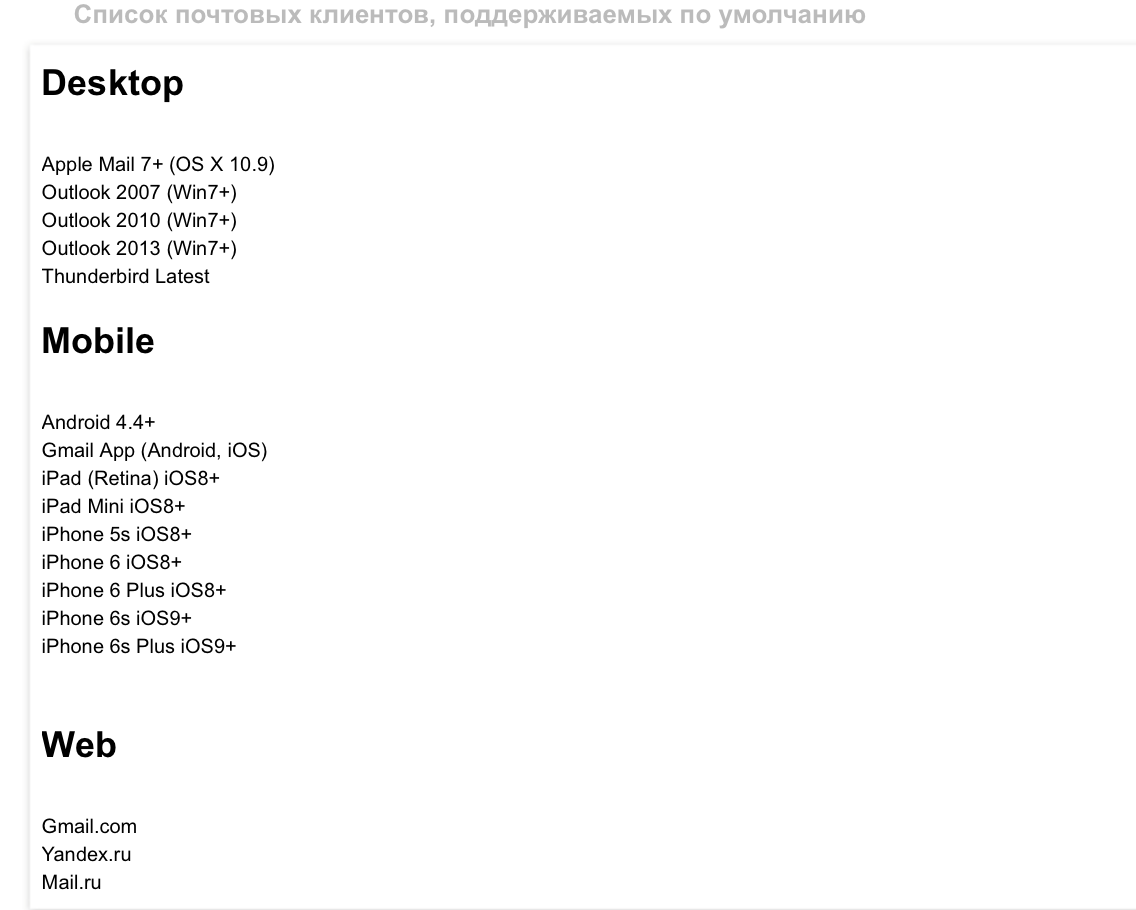 Список почтовых клиентов, поддерживаемых по умолчанию
Desktop
Apple Mail 7+ (OS X 10.9)
Outlook 2007 (Win7+)
Outlook 2010 (Win7+)
Outlook 2013 (Win7+)
Thunderbird Latest
Mobile
Android 4.4+
Gmail App (Android, iOS)
iPad (Retina) iOS8+
iPad Mini iOS8+
iPhone 5s iOS8+
iPhone 6 iOS8+
iPhone 6 Plus iOS8+
iPhone 6s iOS9+
iPhone 6s Plus iOS9+
Web
Gmail.com
Yandex.ru
Mail.ru